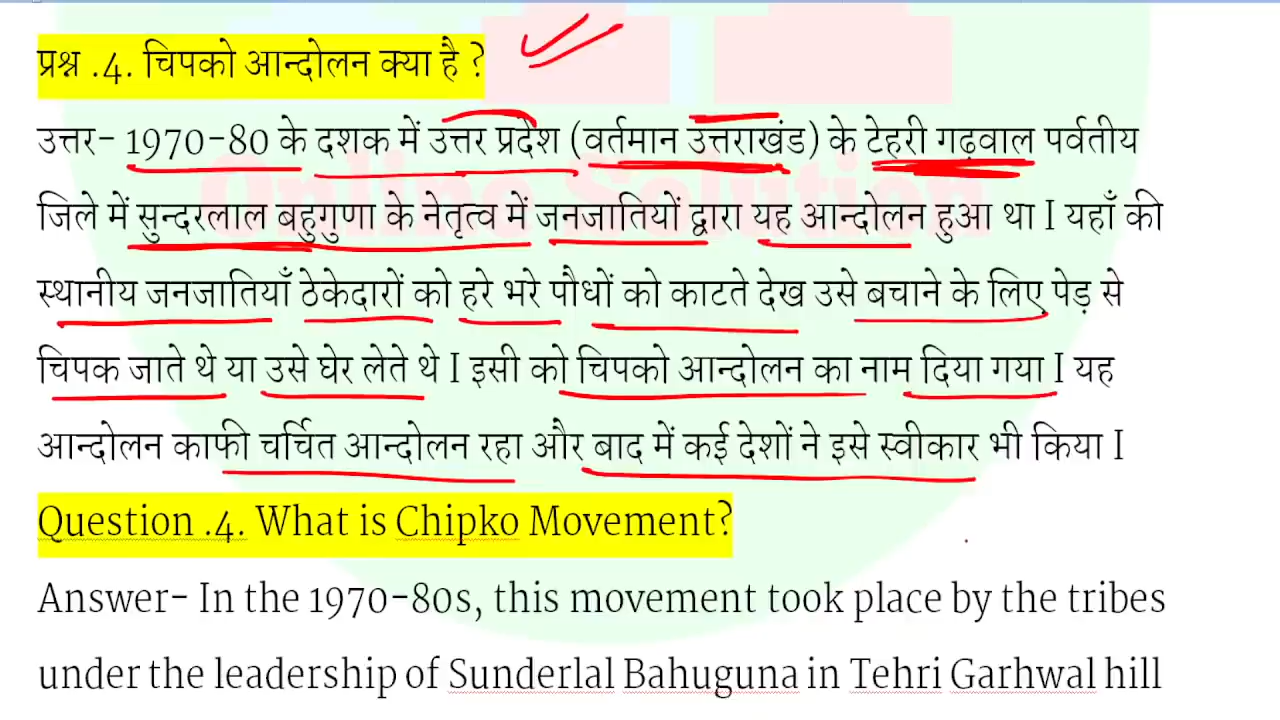 प्रश्न .4. चिपको आन्दोलन क्या है ?
उत्तर- 1970-80 के दशक में उत्तर प्रदेश (वर्तमान उत्तराखंड) के टेहरी गढ़वाल पर्वतीय
जिले में सुन्दरलाल बहुगुणा के नेतृत्व में जनजातियों द्वारा यह आन्दोलन हुआ था I यहाँ की
स्थानीय जनजातियाँ ठेकेदारों को हरे भरे पौधों को काटते देख उसे बचाने के लिए पेड़ से
चिपक जाते थे या उसे घेर लेते थे I इसी को चिपको आन्दोलन का नाम दिया गया I यह
आन्दोलन काफी चर्चित आन्दोलन रहा और बाद में कई देशों ने इसे स्वीकार भी किया I
Question .4. What is Chipko Movement?
Answer- In the 1970-80s, this movement took place by the tribes
under the leadership of Sunderlal Bahuguna in Tehri Garhwal hill
Online Solution